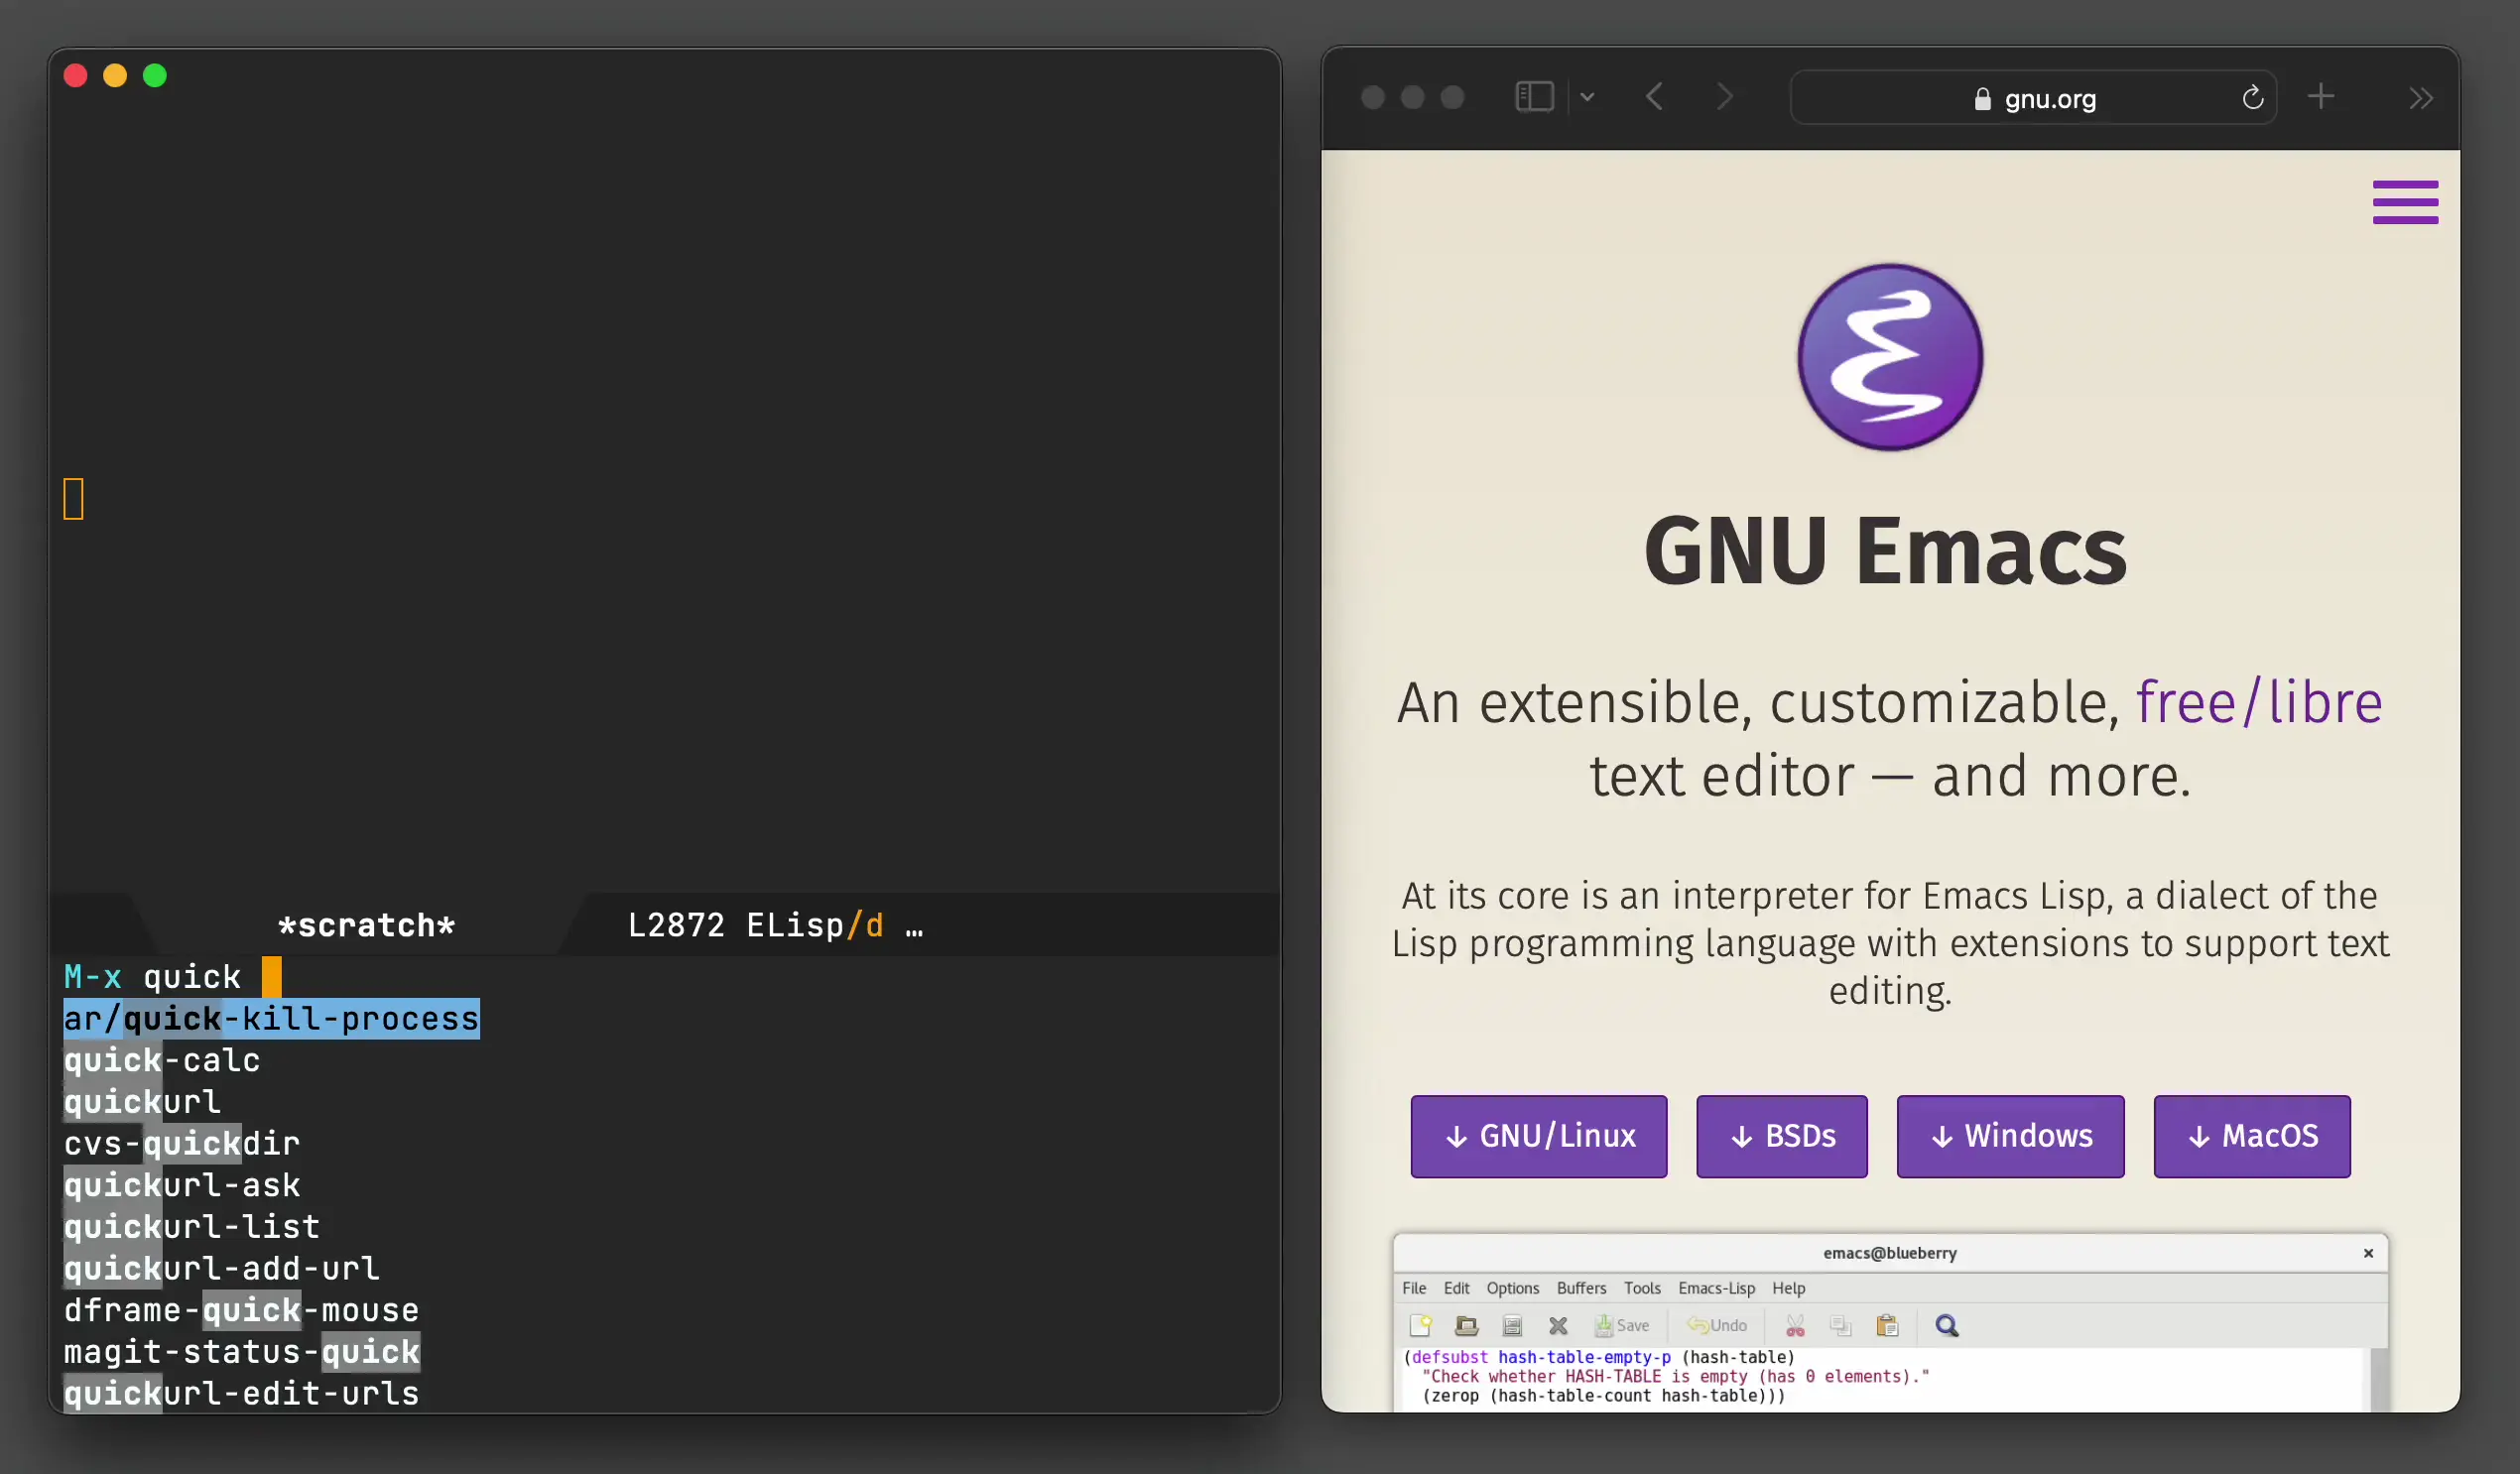 *scratch* L2872 ELisp/d …
M-x quick
ar/quick-kill-process
quick-calc
quickurl
cvs-quickdir
quickurl-ask
quickurl-list
quickurl-add-url
dframe-quick-mouse
magit-status-quick
quickurl-edit-urls
gnu.org
GNU Emacs
An extensible, customizable, free/libre
text editor — and more.
At its core is an interpreter for Emacs Lisp, a dialect of the
Lisp programming language with extensions to support text
editing.
↓ GNU/Linux ↓ BSDs ↓ Windows ↓ MacOS
emacs@blueberry
File Edit Options Buffers Tools Emacs-Lisp Help
Save Undo
(defsubst hash-table-empty-p (hash-table)
"Check whether HASH-TABLE is empty (has 0 elements)."
(zerop (hash-table-count hash-table)))